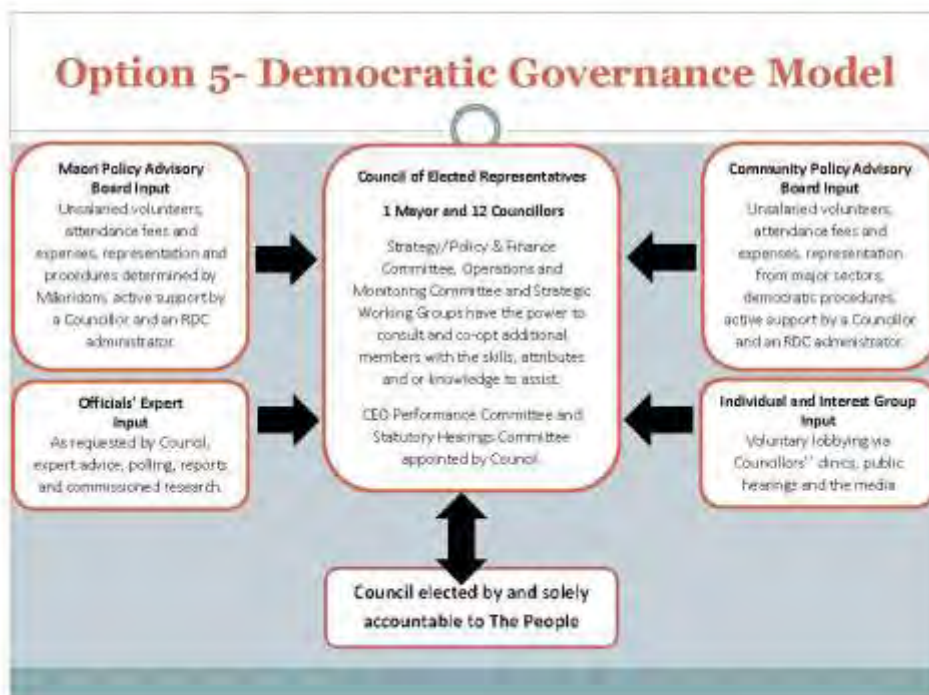 Option 5- Democratic Governance Model
Maori Policy Advisory
Board Input
Unsalaried volunteers,
attendance fees and
expenses, representation and
procedures determined by
Māoridom, active support by
a Councillor and an RDC
administrator.
Officials' Expert
Input
As requested by Council,
expert advice, polling, reports
and commissioned research.
Council of Elected Representatives
1 Mayor and 12 Councillors
Strategy/Policy & Finance
Committee, Operations and
Monitoring Committee and Strategic
Working Groups have the power to
consult and co-opt additional
members with the skills, attributes
and or knowledge to assist.
CEO Performance Committee and
Statutory Hearings Committee
appointed by Council.
Community Policy Advisory
Board Input
Unsalaried volunteers,
attendance fees and
expenses, representation
from major sectors,
democratic procedures,
active support by a Councillor
and an RDC administrator.
Individual and Interest Group
Input
Voluntary lobbying via
Councillors'' clinics, public
hearings and the media
Council elected by and solely
accountable to The People